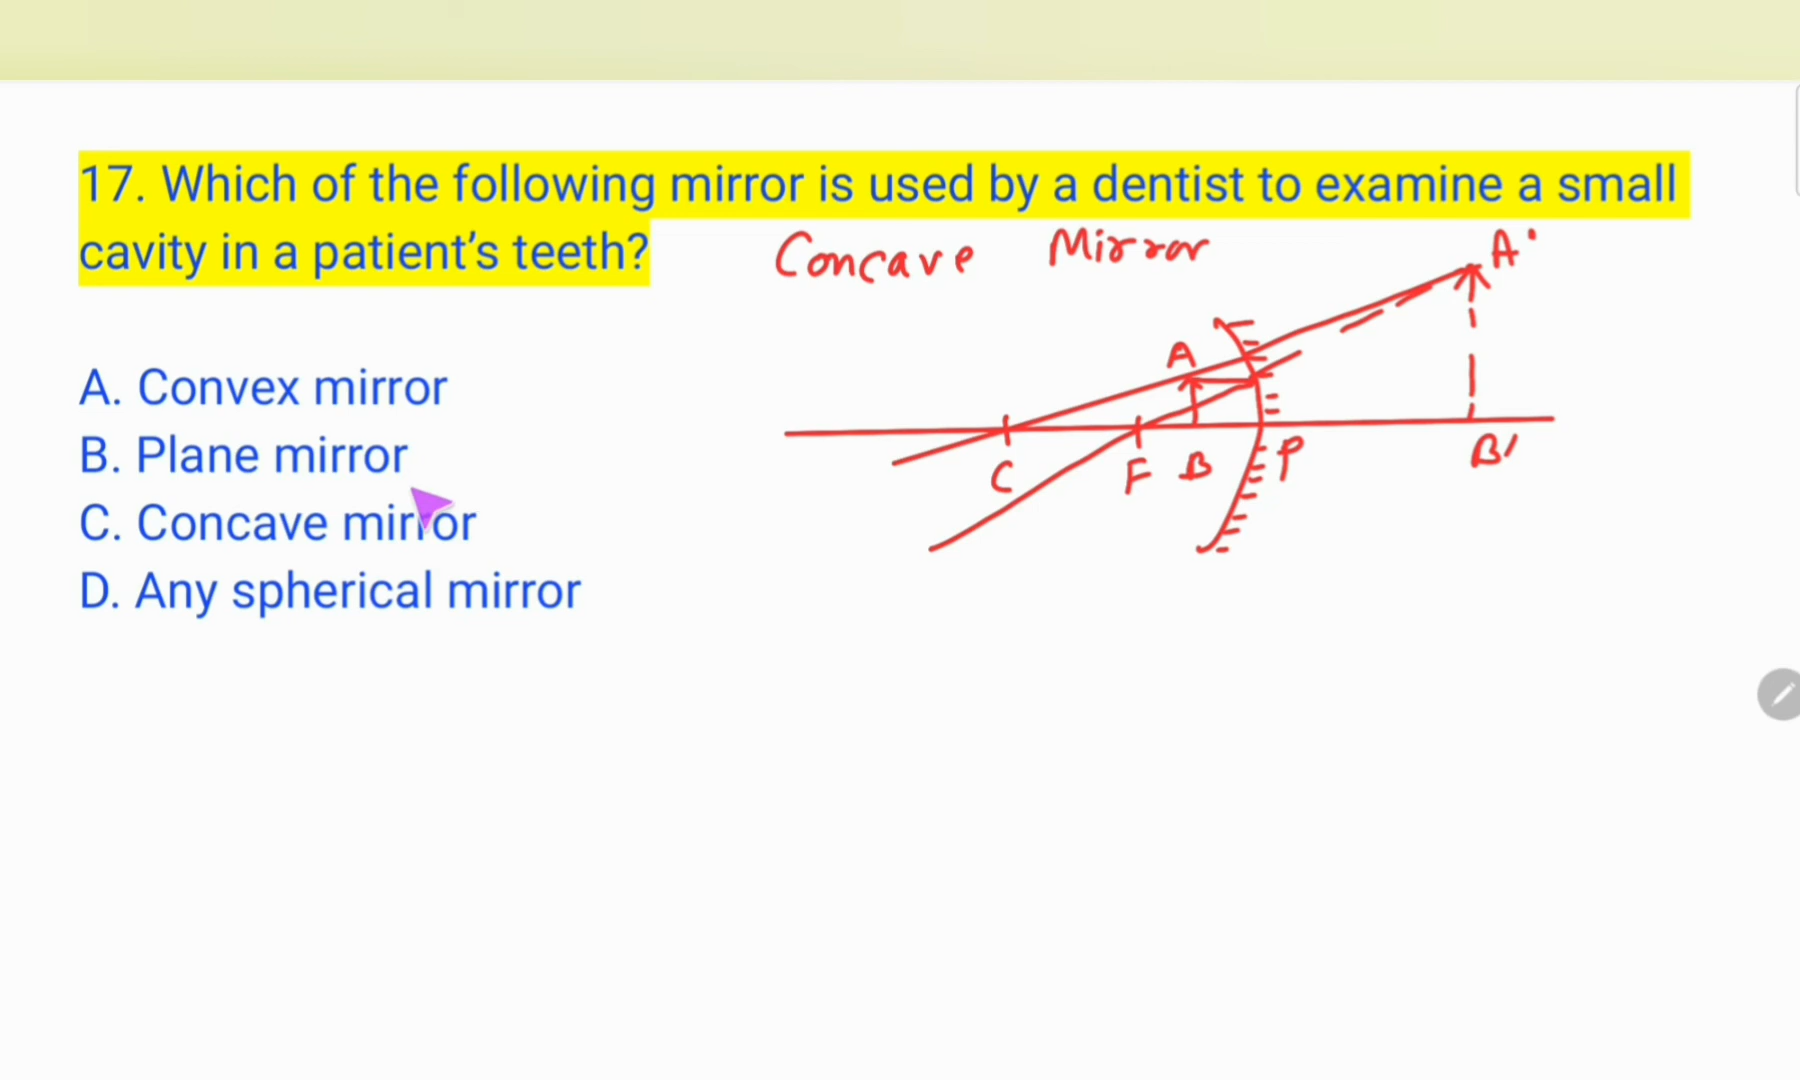 17. Which of the following mirror is used by a dentist to examine a small
cavity in a patient’s teeth?
Concave Mirror
A. Convex mirror
B. Plane mirror
C. Concave mirror
D. Any spherical mirror
A'
A
C F B P B'